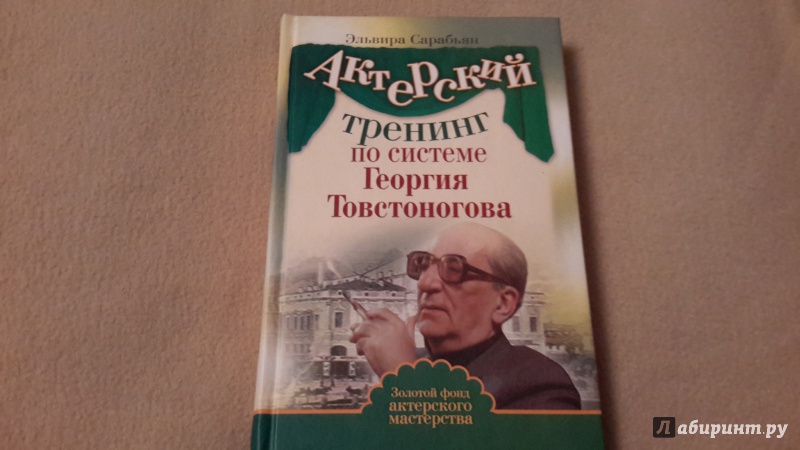 Эльвира Сарабьян
Актерский
тренинг
по системе
Георгия
Товстоногова
Золотой фонд
актерского
мастерства
Лабиринт.ру